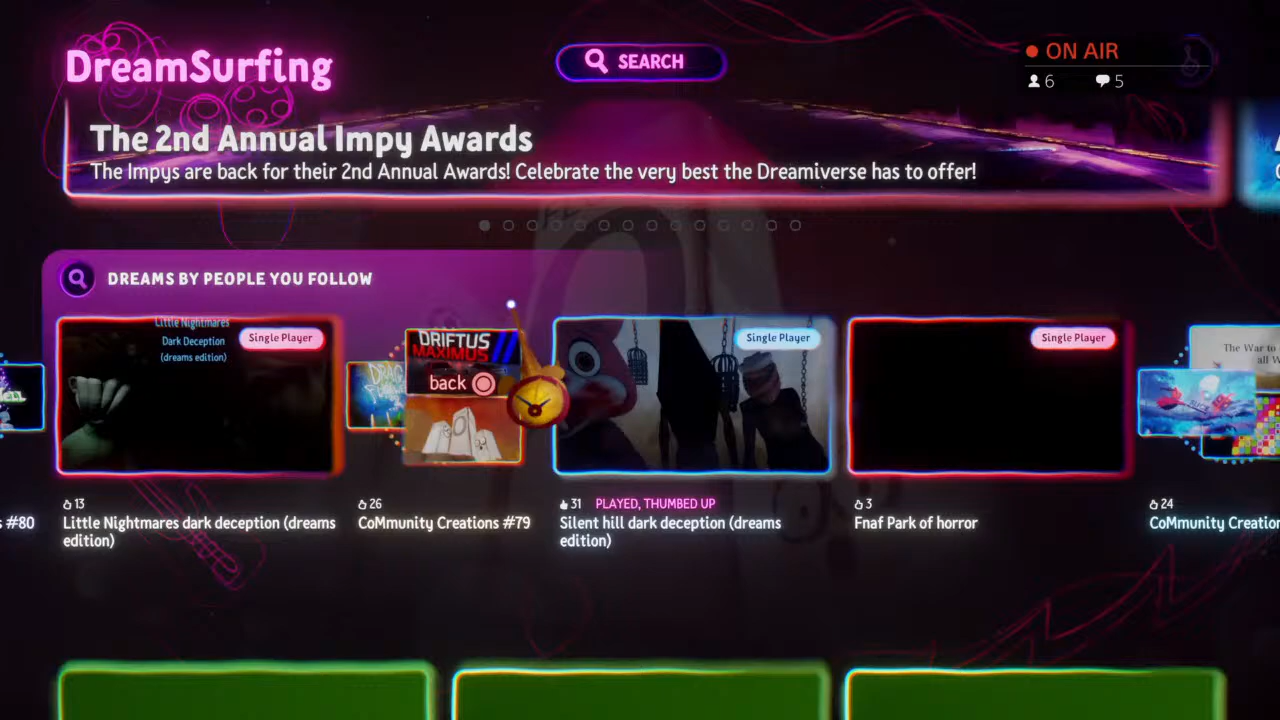 DreamSurfing
SEARCH
ON AIR
6
5
The 2nd Annual Impy Awards
The Impys are back for their 2nd Annual Awards! Celebrate the very best the Dreamiverse has to offer!
DREAMS BY PEOPLE YOU FOLLOW
Little Nightmares
Dark Deception
(dreams edition)
Single Player
DRIFTUS
MAXIMUS
back
Single Player
Single Player
The War to
all W
s #80
13
Little Nightmares dark deception (dreams
edition)
26
CoMmunity Creations #79
31 PLAYED, THUMBED UP
Silent hill dark deception (dreams
edition)
3
Fnaf Park of horror
24
CoMmunity Creation